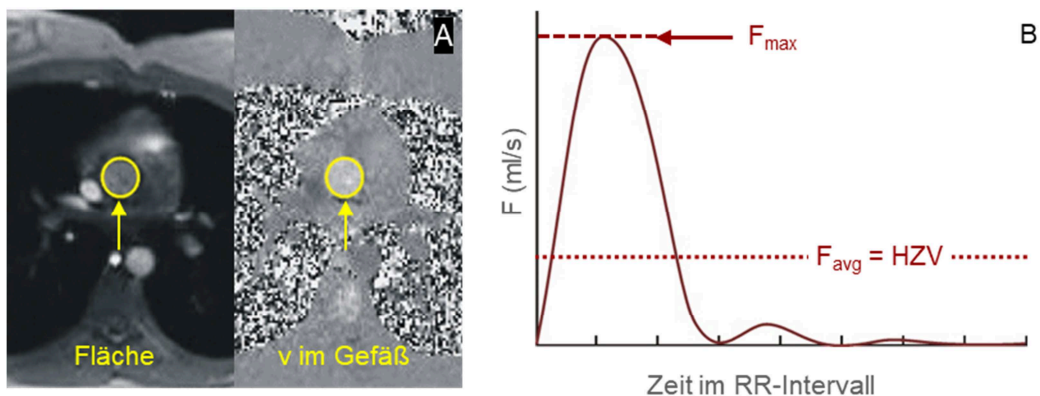 A
Fläche
v im Gefäß
B
F (ml/s)
Fmax
Favg = HZV
Zeit im RR-Intervall